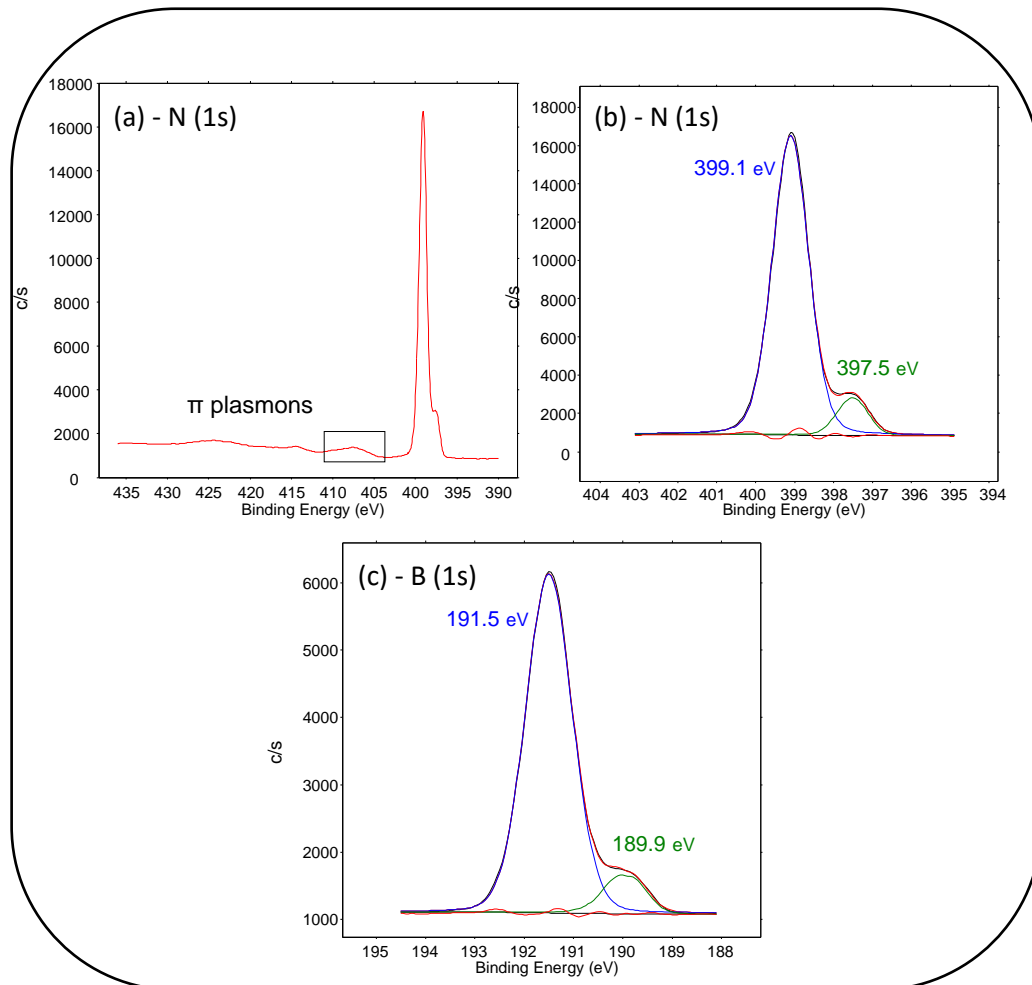 (a) - N (1s)
18000
16000
14000
12000
10000
8000
6000
4000
2000
0
c/s
π plasmons
435 430 425 420 415 410 405 400 395 390
Binding Energy (eV)
(b) - N (1s)
18000
16000
14000
12000
10000
8000
6000
4000
2000
0
c/s
399.1 eV
397.5 eV
404 403 402 401 400 399 398 397 396 395 394
Binding Energy (eV)
(c) - B (1s)
6000
5000
4000
3000
2000
1000
c/s
191.5 eV
189.9 eV
195 194 193 192 191 190 189 188
Binding Energy (eV)